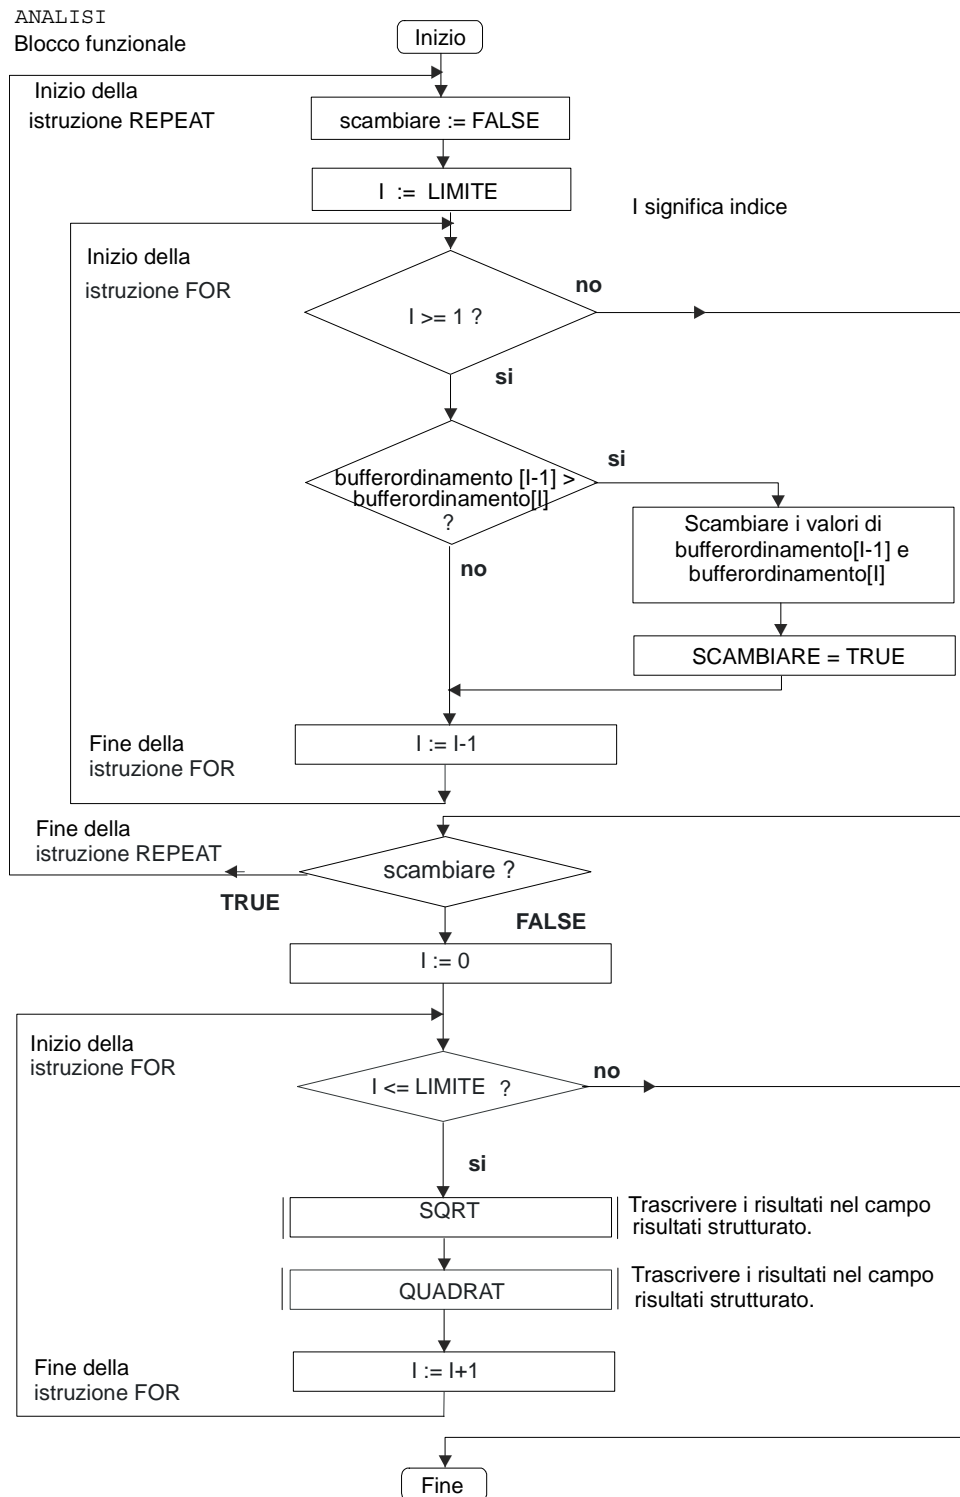 ANALISI
Blocco funzionale
Inizio
Inizio della
istruzione REPEAT
scambiare := FALSE
I := LIMITE
I significa indice
Inizio della
istruzione FOR
no
I >= 1 ?
si
bufferordinamento [I-1] >
bufferordinamento[I]
?
si
no
Scambiare i valori di
bufferordinamento[I-1] e
bufferordinamento[I]
SCAMBIARE = TRUE
Fine della
istruzione FOR
I := I-1
Fine della
istruzione REPEAT
scambiare ?
TRUE
FALSE
I := 0
Inizio della
istruzione FOR
I <= LIMITE ?
no
si
SQRT
Trascrivere i risultati nel campo
risultati strutturato.
QUADRAT
Trascrivere i risultati nel campo
risultati strutturato.
Fine della
istruzione FOR
I := I+1
Fine